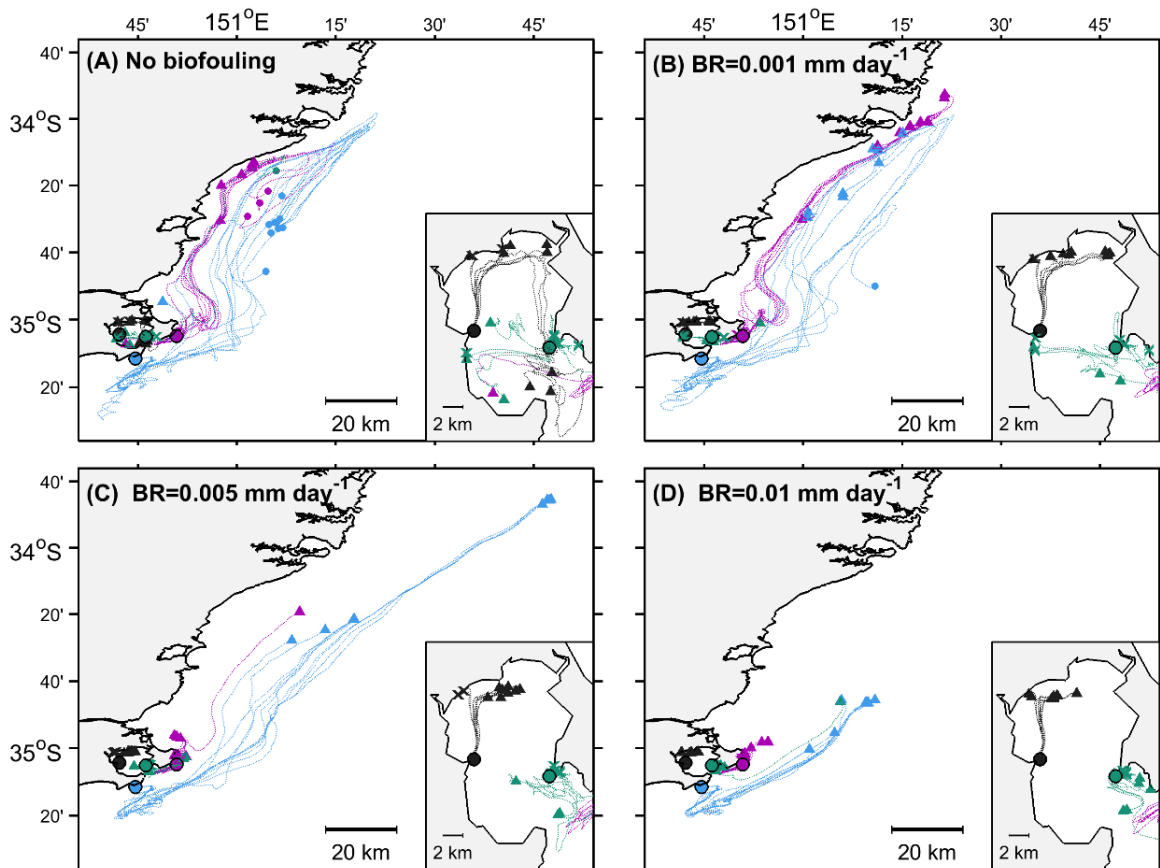 45' 151°E 15' 30' 45' 45' 151°E 15' 30' 45'
40'
(A) No biofouling
(B) BR=0.001 mm day⁻¹
34°S
20'
40'
35°S
20'
20 km
2 km
20 km
2 km
40'
(C) BR=0.005 mm day⁻¹
(D) BR=0.01 mm day⁻¹
34°S
20'
40'
35°S
20'
20 km
2 km
20 km
2 km